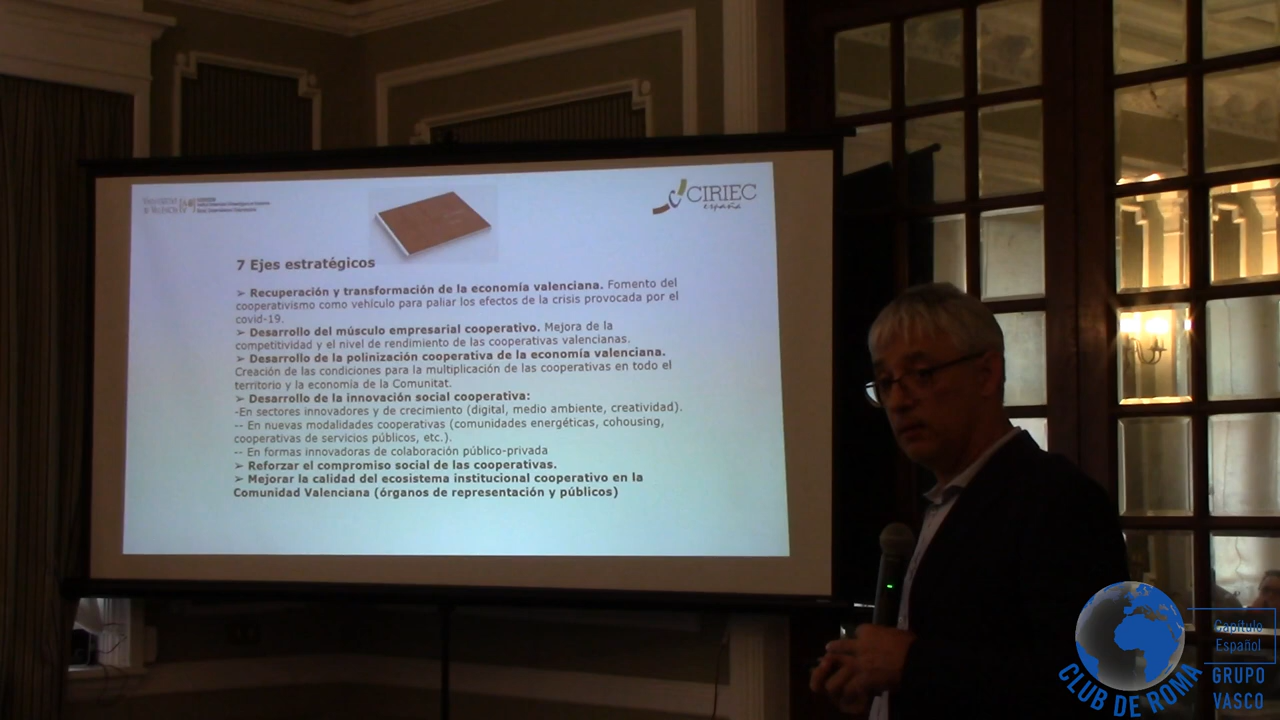 CIRIEC
españa
7 Ejes estratégicos
➢ Recuperación y transformación de la economía valenciana. Fomento del
cooperativismo como vehículo para paliar los efectos de la crisis provocada por el
covid-19.
➢ Desarrollo del músculo empresarial cooperativo. Mejora de la
competitividad y el nivel de rendimiento de las cooperativas valencianas.
➢ Desarrollo de la polinización cooperativa de la economía valenciana.
Creación de las condiciones para la multiplicación de las cooperativas en todo el
territorio y la economía de la Comunitat.
➢ Desarrollo de la innovación social cooperativa:
-En sectores innovadores y de crecimiento (digital, medio ambiente, creatividad).
-- En nuevas modalidades cooperativas (comunidades energéticas, cohousing,
cooperativas de servicios públicos, etc.).
-- En formas innovadoras de colaboración público-privada
➢ Reforzar el compromiso social de las cooperativas.
➢ Mejorar la calidad del ecosistema institucional cooperativo en la
Comunidad Valenciana (órganos de representación y públicos)
Capítulo
Español
CLUB DE ROMA
GRUPO
VASCO